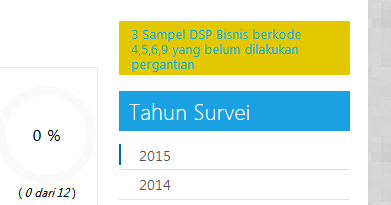 3 Sampel DSP Bisnis berkode
4,5,6,9 yang belum dilakukan
pergantian
Tahun Survei
0 %
2015
( 0 dari 12 )
2014